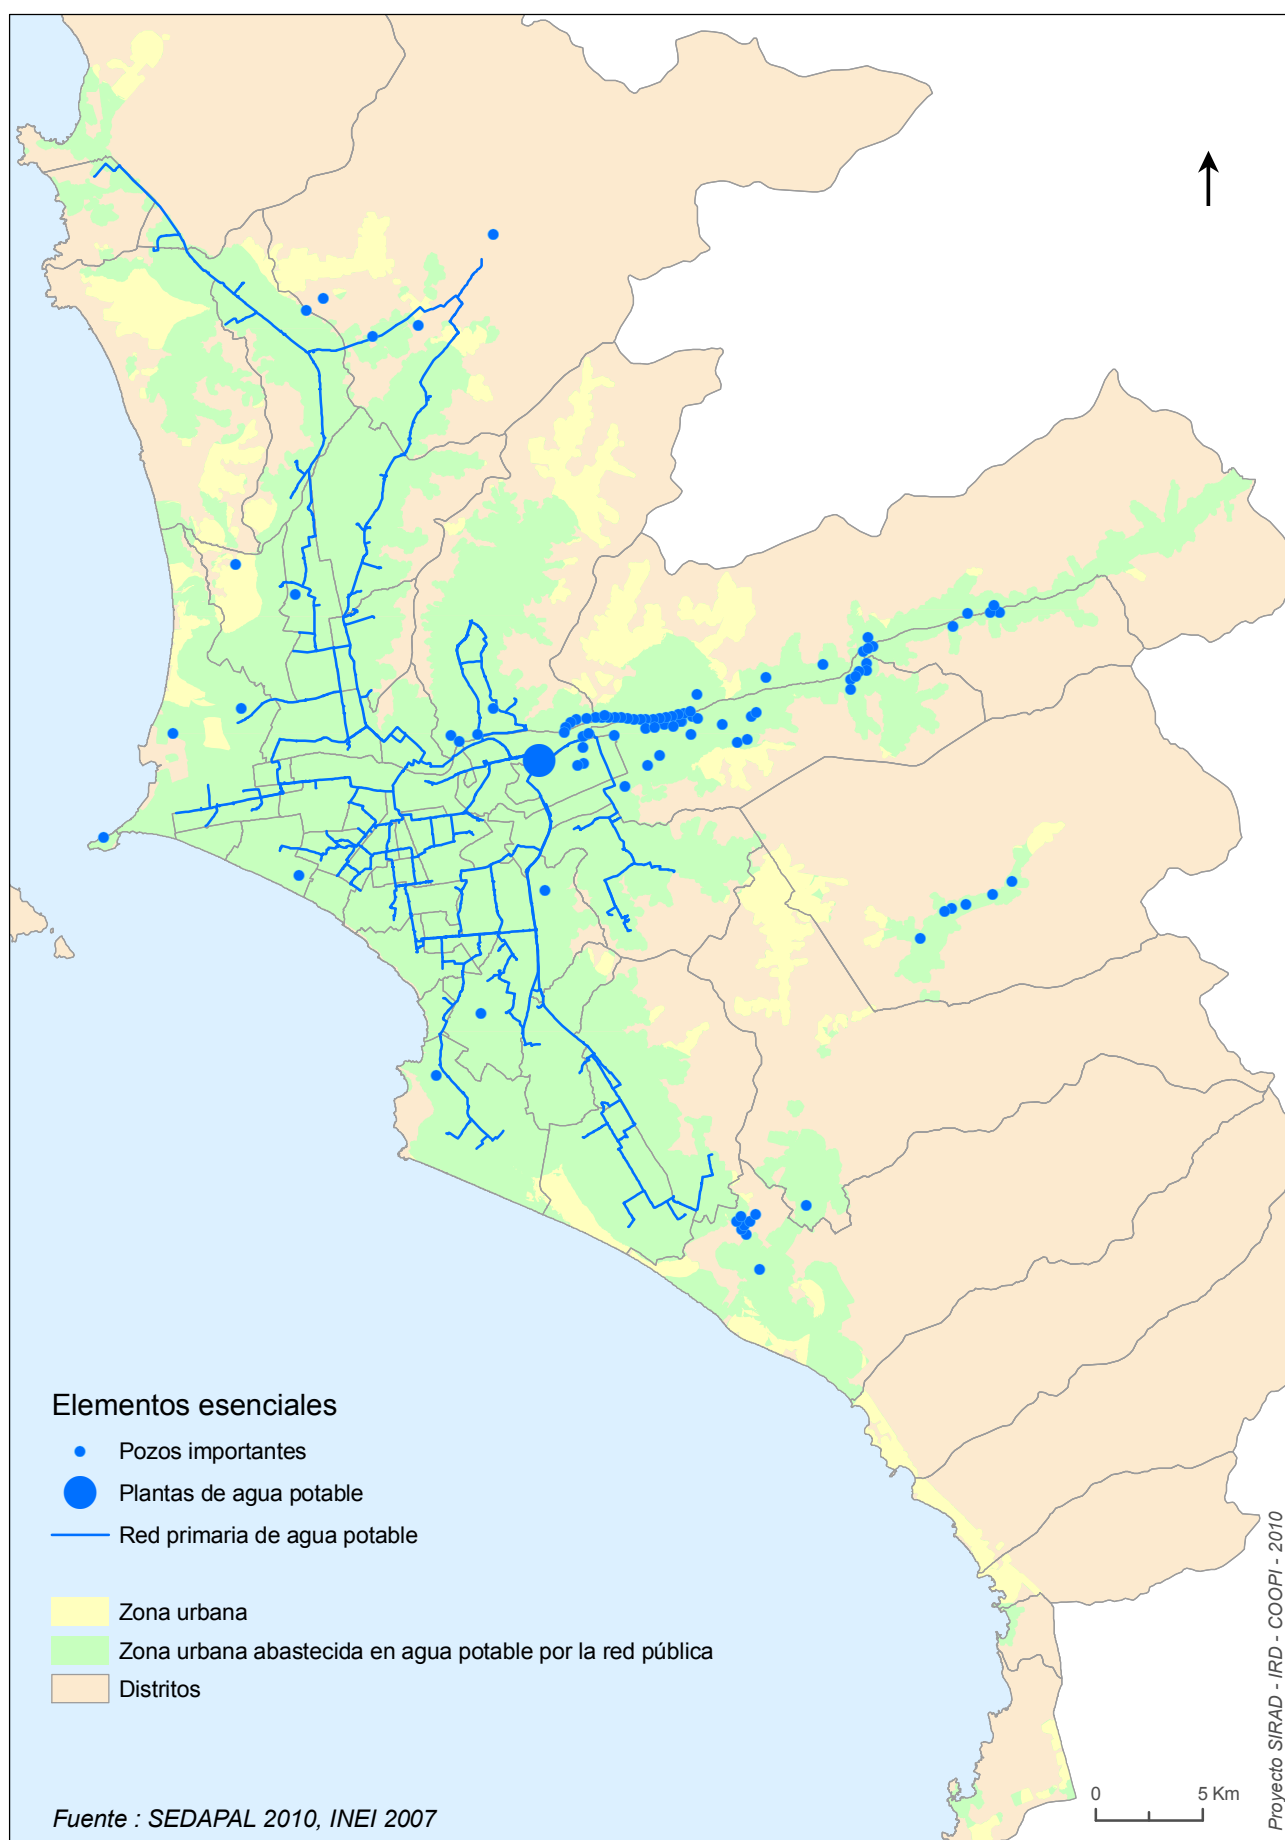 Elementos esenciales
Pozos importantes
Plantas de agua potable
Red primaria de agua potable
Zona urbana
Zona urbana abastecida en agua potable por la red pública
Distritos
Fuente : SEDAPAL 2010, INEI 2007
0 5 Km
Proyecto SIRAD - IRD - COOPI - 2010